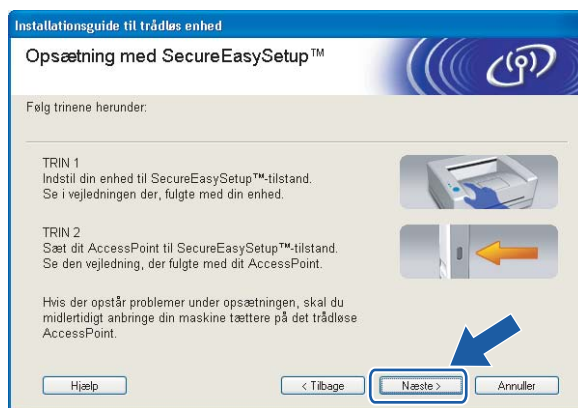 Installationsguide til trådløs enhed
Opsætning med SecureEasySetup™
Følg trinene herunder:
TRIN 1
Indstil din enhed til SecureEasySetup™-tilstand.
Se i vejledningen der, fulgte med din enhed.
TRIN 2
Sæt dit AccessPoint til SecureEasySetup™-tilstand.
Se den vejledning, der fulgte med dit AccessPoint.
Hvis der opstår problemer under opsætningen, skal du
midlertidigt anbringe din maskine tættere på det trådløse
AccessPoint.
Hjælp
< Tilbage
Næste >
Annuller